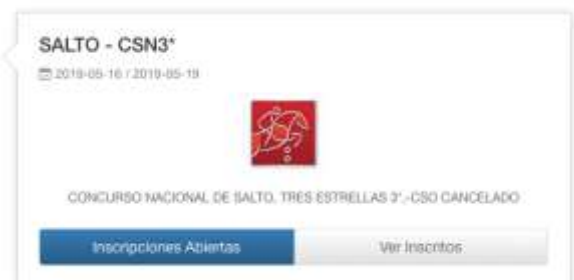 SALTO - CSN3*
2019-05-16 / 2019-05-19
CONCURSO NACIONAL DE SALTO, TRES ESTRELLAS 3*.-CSO CANCELADO
Inscripciones Abiertas
Ver Inscritos